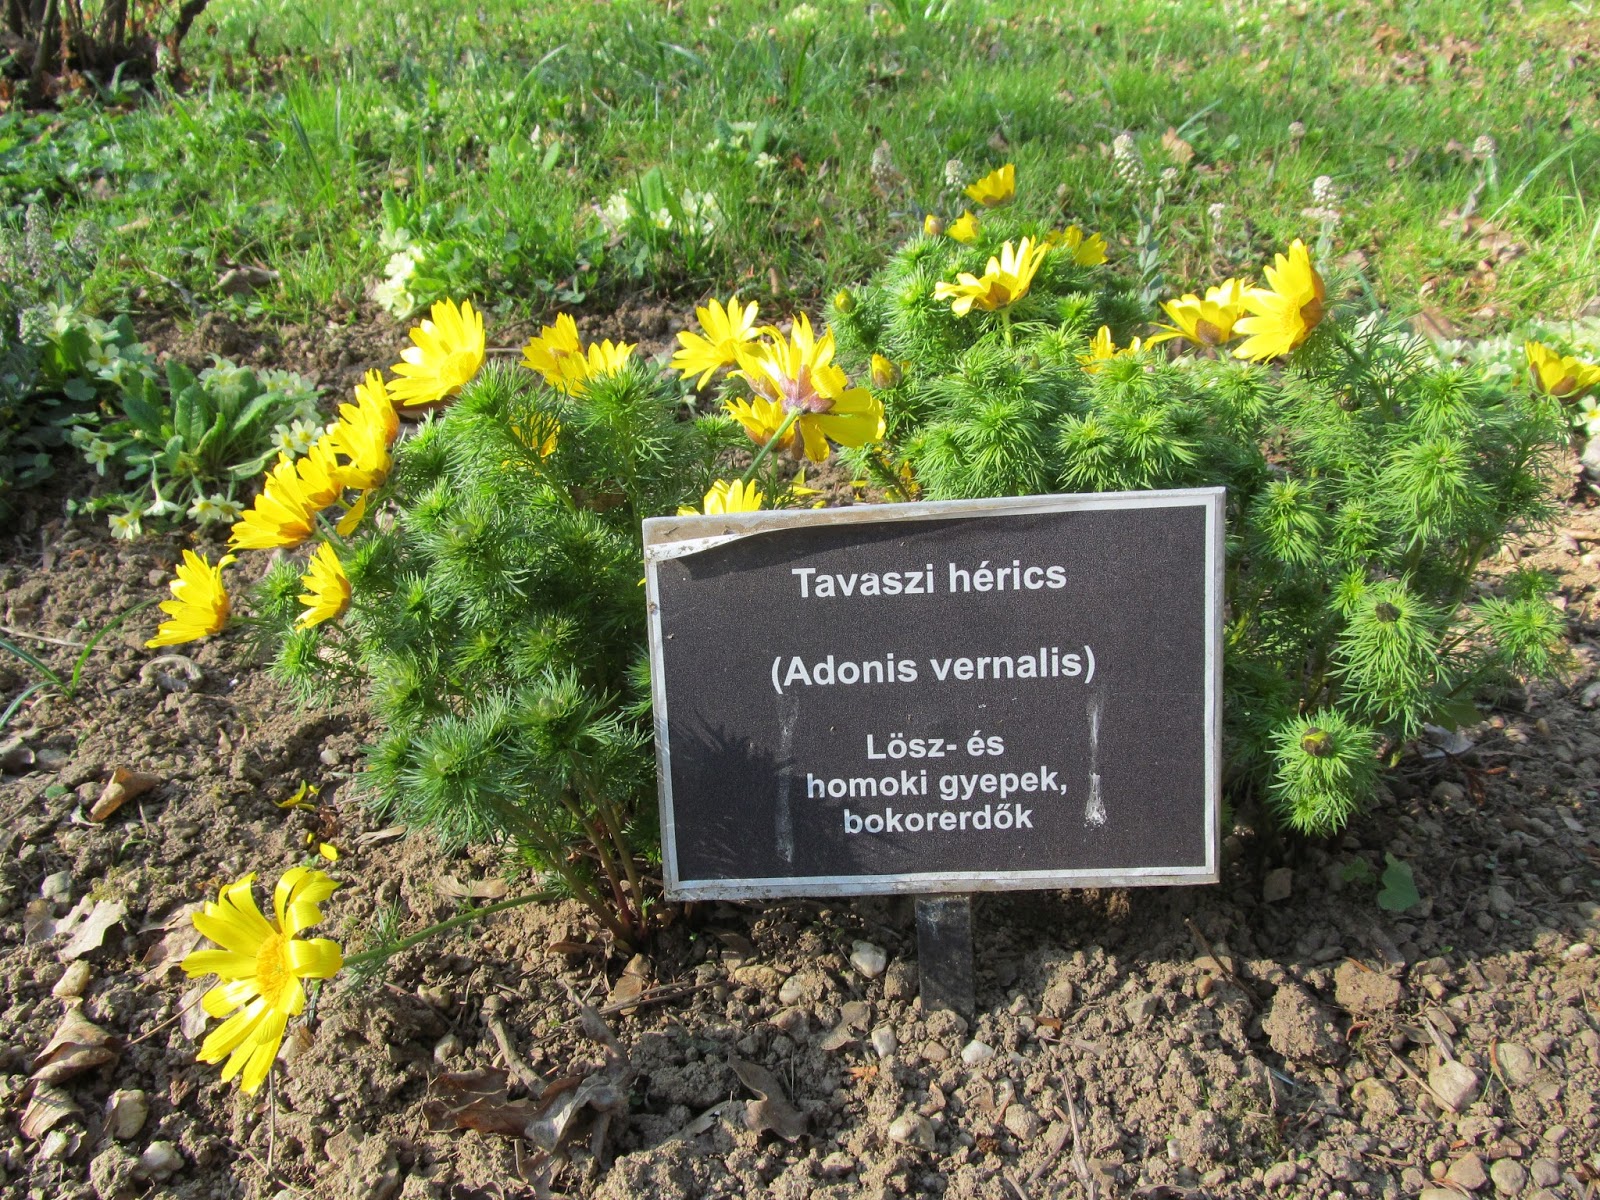 Tavaszi hérics
(Adonis vernalis)
Lösz- és
homoki gyepek,
bokorerdők